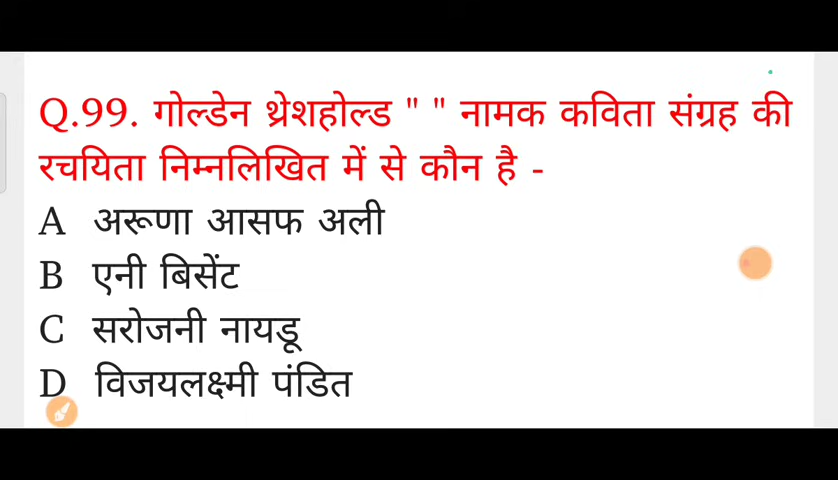 Q.99. गोल्डेन थ्रेशहोल्ड " " नामक कविता संग्रह की
रचयिता निम्नलिखित में से कौन है -
A अरूणा आसफ अली
B एनी बिसेंट
C सरोजनी नायडू
D विजयलक्ष्मी पंडित